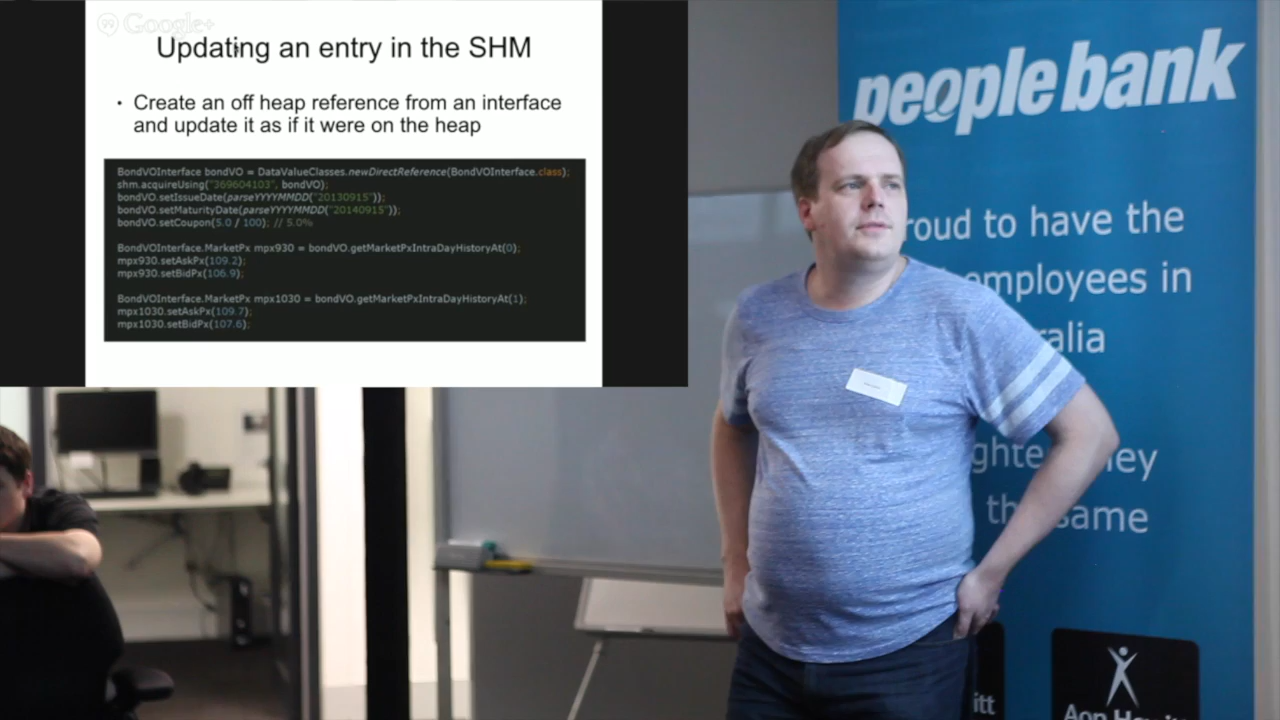 Google+
Updating an entry in the SHM
• Create an off heap reference from an interface
and update it as if it were on the heap
BondVOInterface bondVO = DataValueClasses.newDirectReference(BondVOInterface.class);
shm.acquireUsing("369604103", bondVO);
bondVO.setIssueDate(parseYYYYMMDD("20130915"));
bondVO.setMaturityDate(parseYYYYMMDD("20140915"));
bondVO.setCoupon(5.0 / 100); // 5.0%
BondVOInterface.MarketPx mpx930 = bondVO.getMarketPxIntraDayHistoryAt(0);
mpx930.setAskPx(109.2);
mpx930.setBidPx(106.9);
BondVOInterface.MarketPx mpx1030 = bondVO.getMarketPxIntraDayHistoryAt(1);
mpx1030.setAskPx(109.7);
mpx1030.setBidPx(107.6);
peoplebank
roud to have the
employees in
ralia
ghte ey
the same
itt
Aon Hewitt